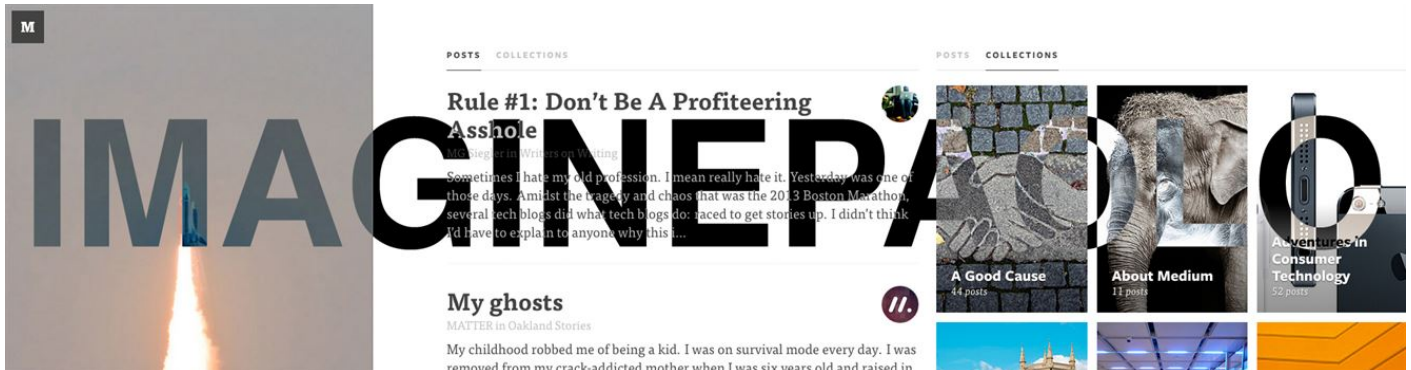 M
IMAGINEPAOLO
POSTS COLLECTIONS
Rule #1: Don’t Be A Profiteering
Asshole
MG Siegler in Writers on Writing
Sometimes I hate my old profession. I mean really hate it. Yesterday was one of
those days. Amidst the tragedy and chaos that was the 2013 Boston Marathon,
several tech blogs did what tech blogs do: raced to get stories up. I didn’t think
I’d have to explain to anyone why this i...
My ghosts
MATTER in Oakland Stories
My childhood robbed me of being a kid. I was on survival mode every day. I was
removed from my crack-addicted mother when I was six years old and raised in
POSTS COLLECTIONS
A Good Cause
44 posts
About Medium
11 posts
Adventures in
Consumer
Technology
52 posts